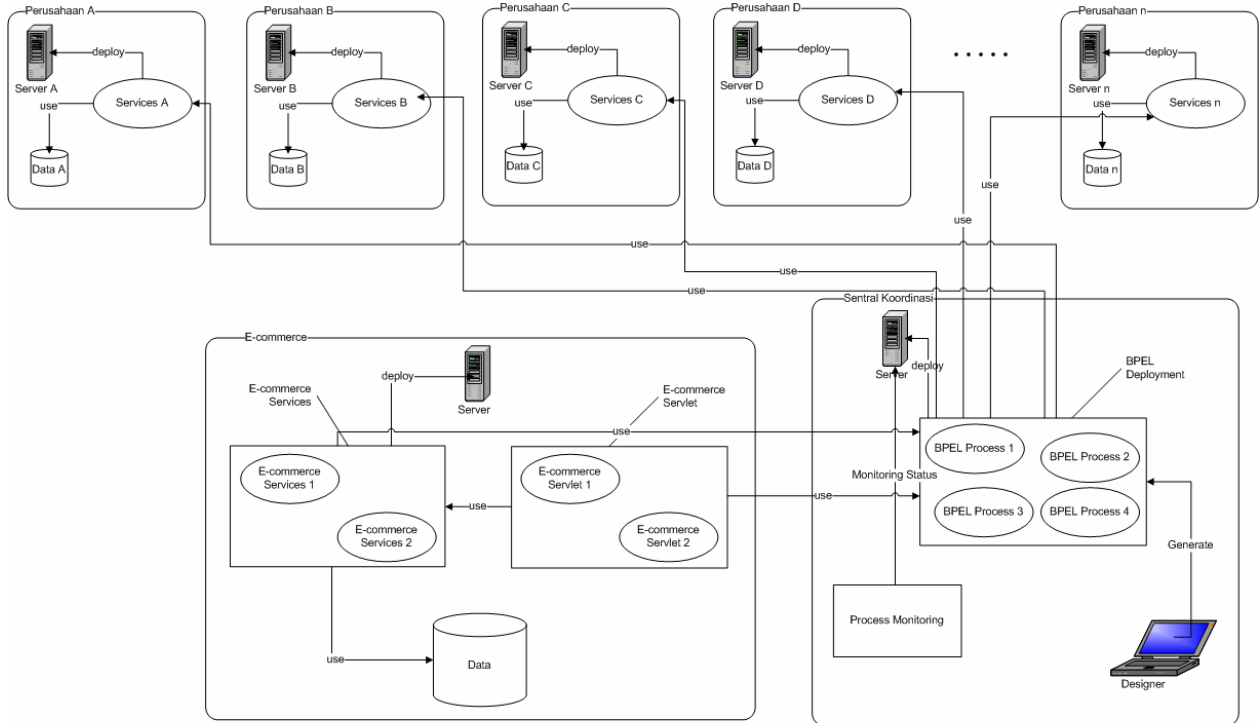 Perusahaan A
deploy
Server A
use
Services A
Data A
Perusahaan B
deploy
Server B
use
Services B
Data B
Perusahaan C
deploy
Server C
use
Services C
Data C
Perusahaan D
deploy
Server D
use
Services D
Data D
.....
Perusahaan n
deploy
Server n
use
Services n
Data n
use
use
use
use
use
E-commerce
E-commerce
Services
deploy
Server
E-commerce
Servlet
use
E-commerce
Services 1
E-commerce
Services 2
use
E-commerce
Servlet 1
E-commerce
Servlet 2
use
use
Data
Sentral Koordinasi
Server
deploy
BPEL
Deployment
BPEL Process 1
BPEL Process 2
BPEL Process 3
BPEL Process 4
Monitoring Status
Generate
Process Monitoring
Designer